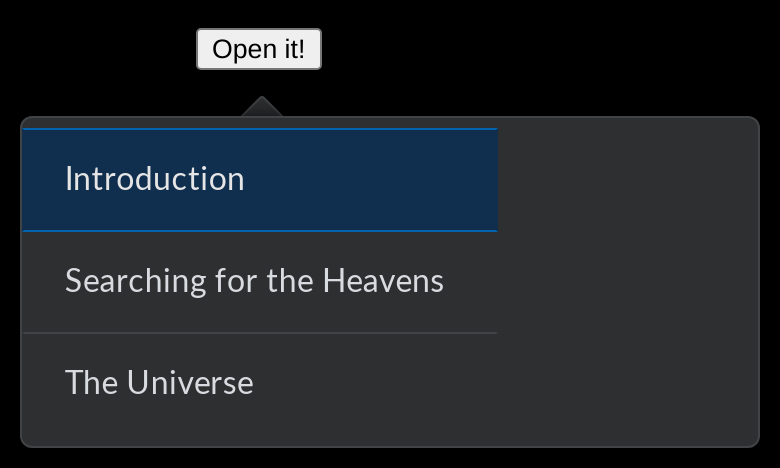 Open it!
Introduction
Searching for the Heavens
The Universe